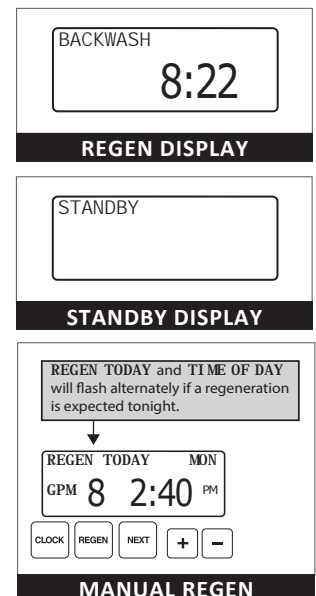 BACKWASH
8:22
REGEN DISPLAY
STANDBY
STANDBY DISPLAY
REGEN TODAY and TIME OF DAY
will flash alternately if a regeneration
is expected tonight.
REGEN TODAY MON
GPM 8 2:40 PM
CLOCK REGEN NEXT + −
MANUAL REGEN